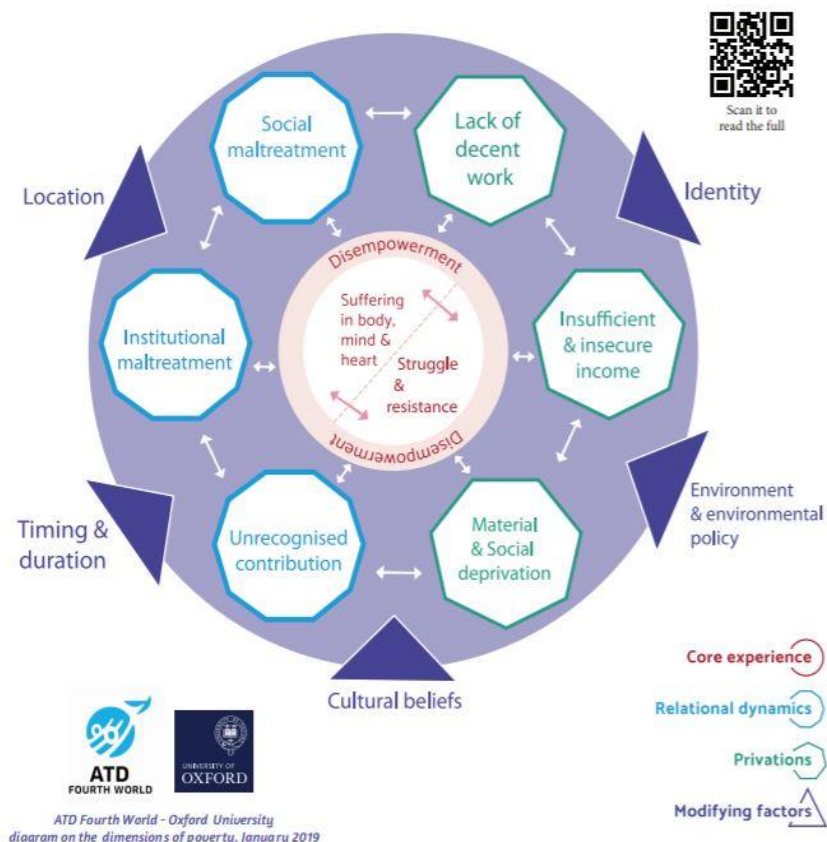 Scan it to
read the full
Social
maltreatment
Lack of
decent
work
Location
Identity
Disempowerment
Suffering
in body,
mind &
heart
Struggle
&
resistance
Disempowerment
Institutional
maltreatment
Insufficient
& insecure
income
Timing &
duration
Environment
& environmental
policy
Unrecognised
contribution
Material
& Social
deprivation
Cultural beliefs
Core experience
Relational dynamics
Privations
Modifying factors
ATD
FOURTH WORLD
UNIVERSITY OF
OXFORD
ATD Fourth World - Oxford University
diagram on the dimensions of poverty, January 2019